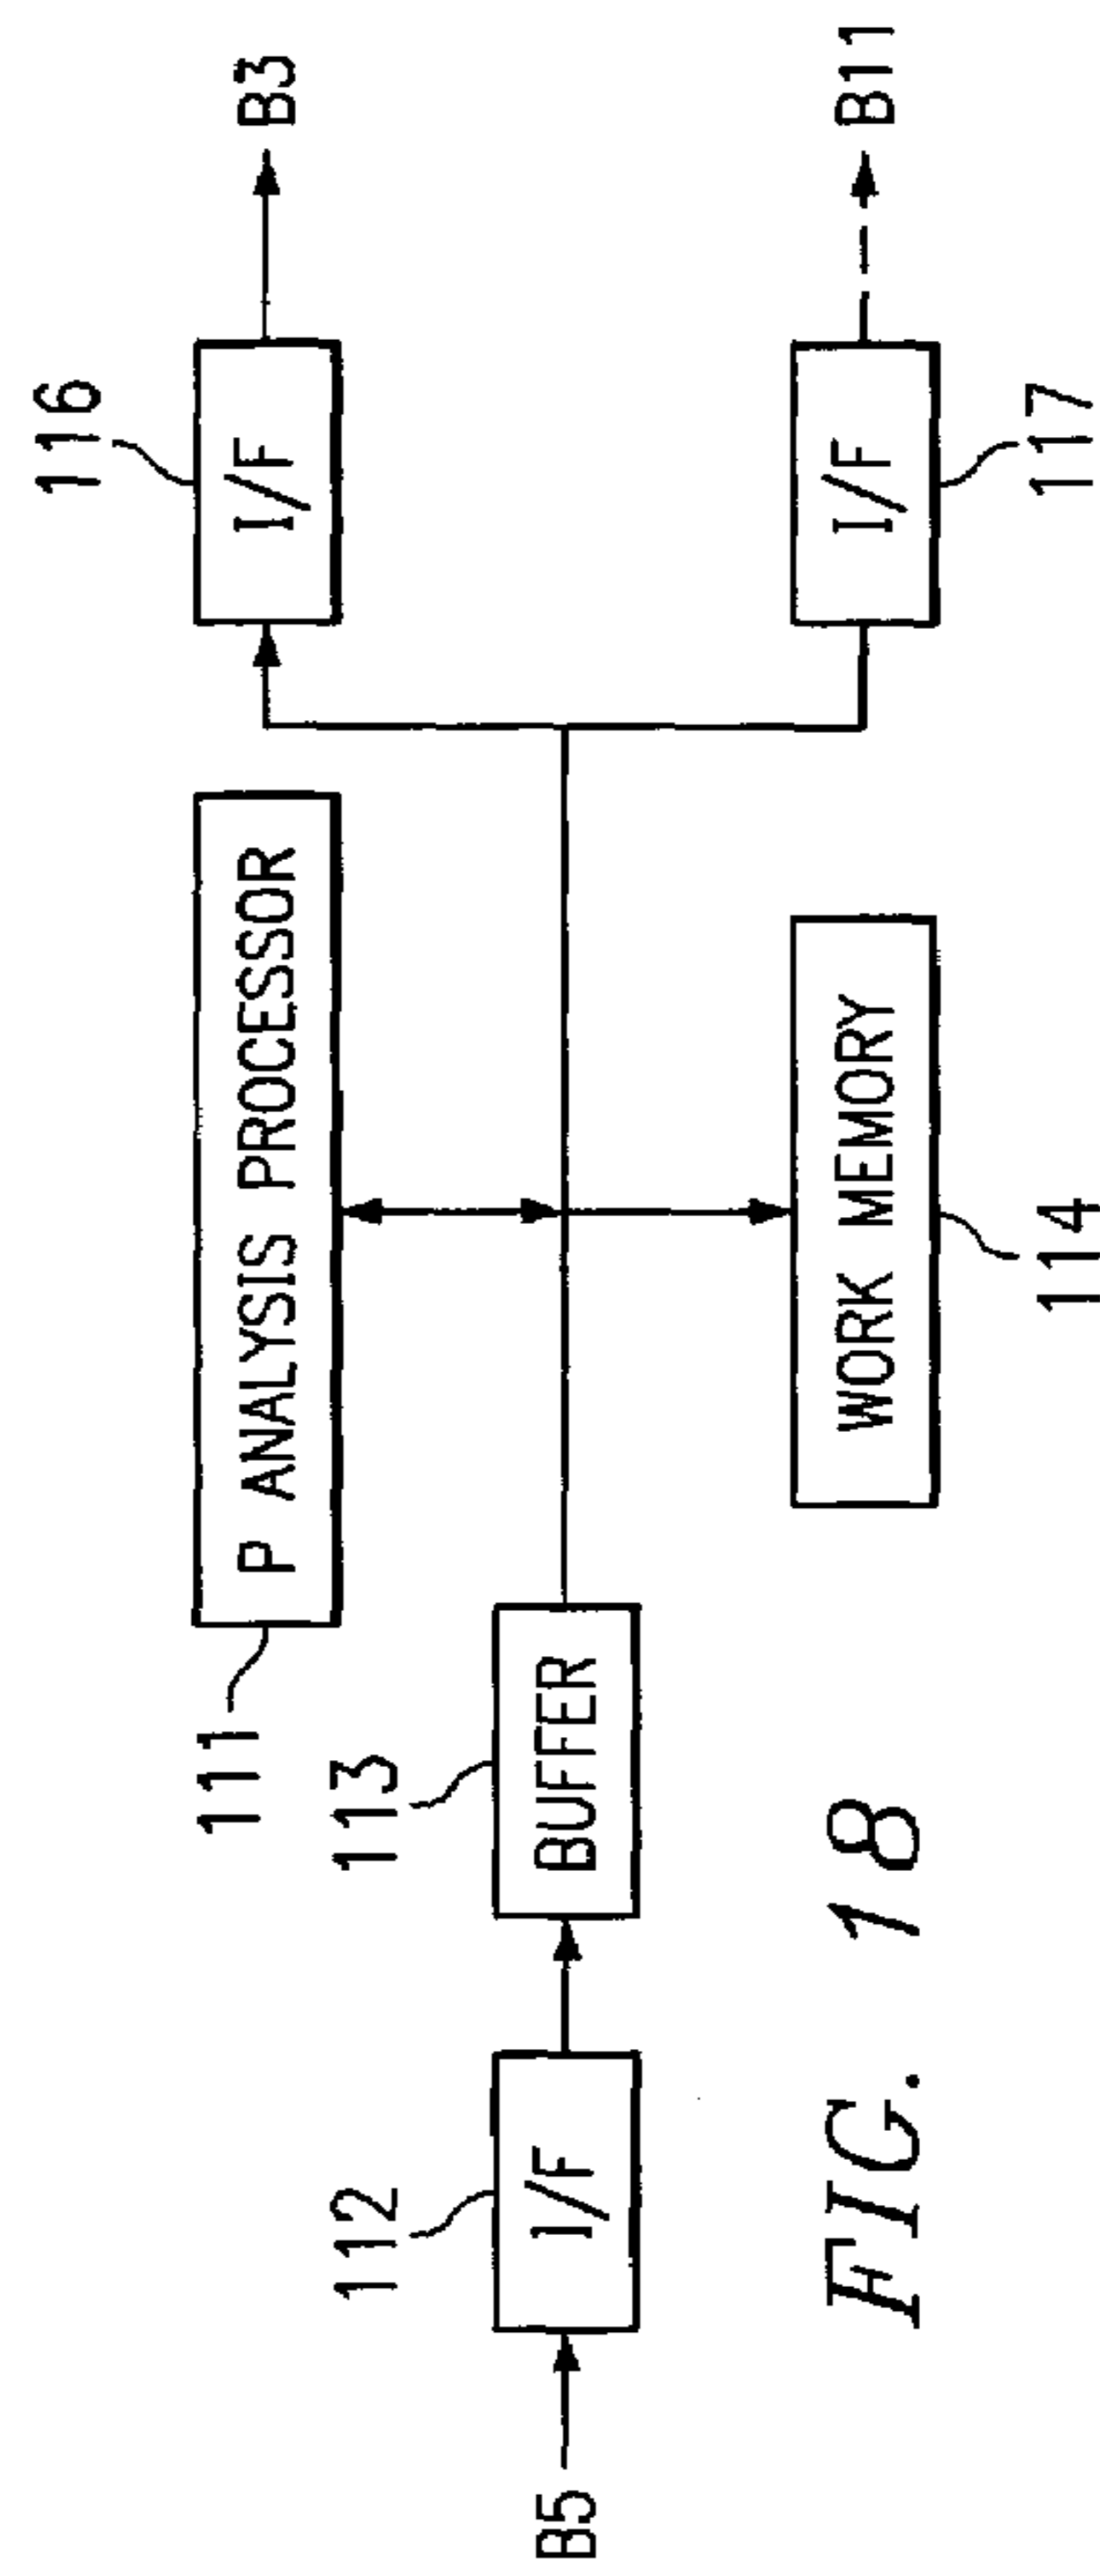 116
I/F
B3
111
P ANALYSIS PROCESSOR
113
112
B5
I/F
BUFFER
WORK MEMORY
114
I/F
117
B11
FIG. 18